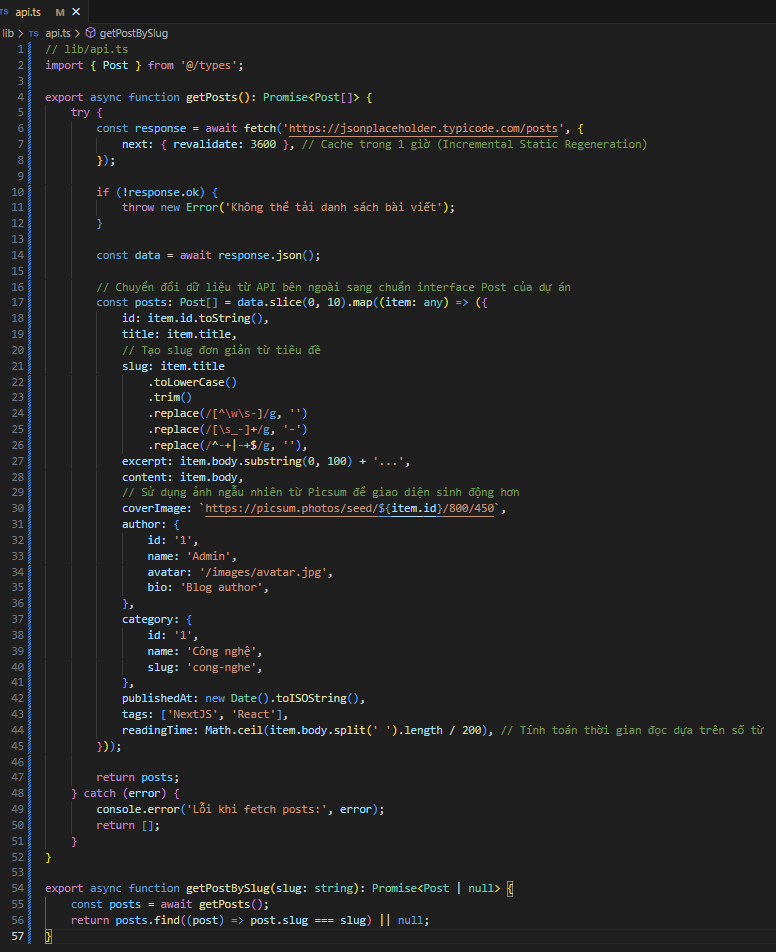 TS api.ts M ×
lib > TS api.ts > getPostBySlug
1 // lib/api.ts
2 import { Post } from '@/types';
3
4 export async function getPosts(): Promise<Post[]> {
5     try {
6         const response = await fetch('https://jsonplaceholder.typicode.com/posts', {
7             next: { revalidate: 3600 }, // Cache trong 1 giờ (Incremental Static Regeneration)
8         });
9
10         if (!response.ok) {
11             throw new Error('Không thể tải danh sách bài viết');
12         }
13
14         const data = await response.json();
15
16         // Chuyển đổi dữ liệu từ API bên ngoài sang chuẩn interface Post của dự án
17         const posts: Post[] = data.slice(0, 10).map((item: any) => ({
18             id: item.id.toString(),
19             title: item.title,
20             // Tạo slug đơn giản từ tiêu đề
21             slug: item.title
22                 .toLowerCase()
23                 .trim()
24                 .replace(/[^\w\s-]/g, '')
25                 .replace(/[\s_-]+/g, '-')
26                 .replace(/^-+|-+$/g, ''),
27             excerpt: item.body.substring(0, 100) + '...',
28             content: item.body,
29             // Sử dụng ảnh ngẫu nhiên từ Picsum để giao diện sinh động hơn
30             coverImage: `https://picsum.photos/seed/${item.id}/800/450`,
31             author: {
32                 id: '1',
33                 name: 'Admin',
34                 avatar: '/images/avatar.jpg',
35                 bio: 'Blog author',
36             },
37             category: {
38                 id: '1',
39                 name: 'Công nghệ',
40                 slug: 'cong-nghe',
41             },
42             publishedAt: new Date().toISOString(),
43             tags: ['NextJS', 'React'],
44             readingTime: Math.ceil(item.body.split(' ').length / 200), // Tính toán thời gian đọc dựa trên số từ
45         }));
46
47         return posts;
48     } catch (error) {
49         console.error('Lỗi khi fetch posts:', error);
50         return [];
51     }
52 }
53
54 export async function getPostBySlug(slug: string): Promise<Post | null> {
55     const posts = await getPosts();
56     return posts.find((post) => post.slug === slug) || null;
57 }